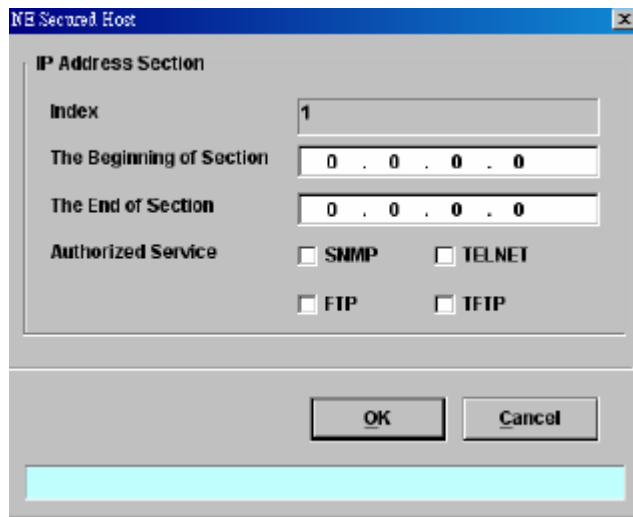 NE Secured Host
IP Address Section
Index 1
The Beginning of Section 0 . 0 . 0 . 0
The End of Section 0 . 0 . 0 . 0
Authorized Service SNMP TELNET
FTP TFTP
OK Cancel